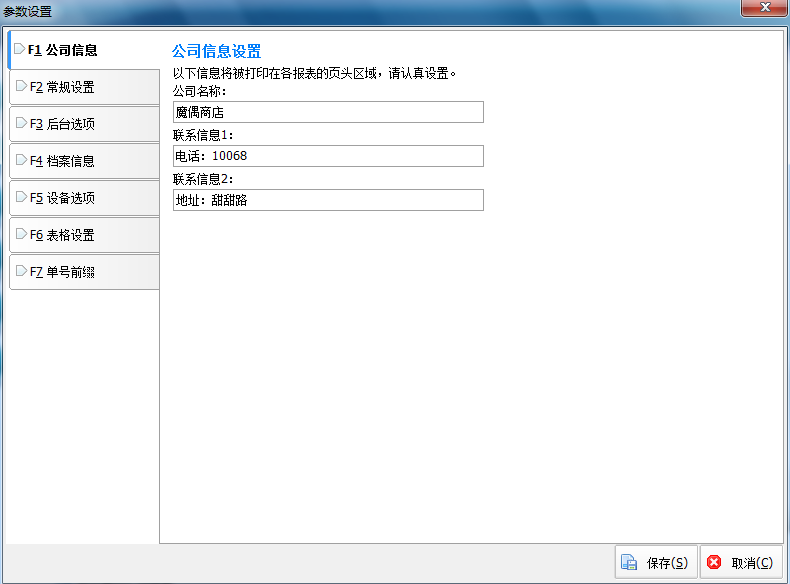 参数设置
F1 公司信息
F2 常规设置
F3 后台选项
F4 档案信息
F5 设备选项
F6 表格设置
F7 单号前缀
公司信息设置
以下信息将被打印在各报表的页头区域，请认真设置。
公司名称：
魔偶商店
联系信息1：
电话：10068
联系信息2：
地址：甜甜路
保存(S)
取消(C)